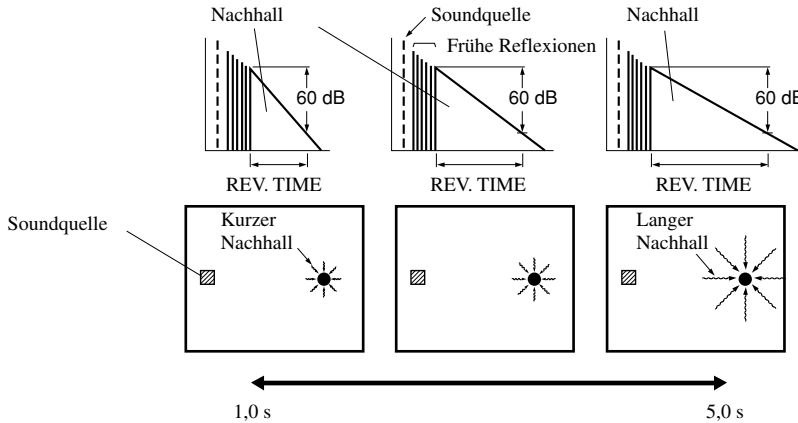 Nachhall
Soundquelle
Nachhall
Frühe Reflexionen
60 dB
60 dB
60 dB
REV. TIME
REV. TIME
REV. TIME
Soundquelle
Kurzer
Nachhall
Langer
Nachhall
1,0 s
5,0 s